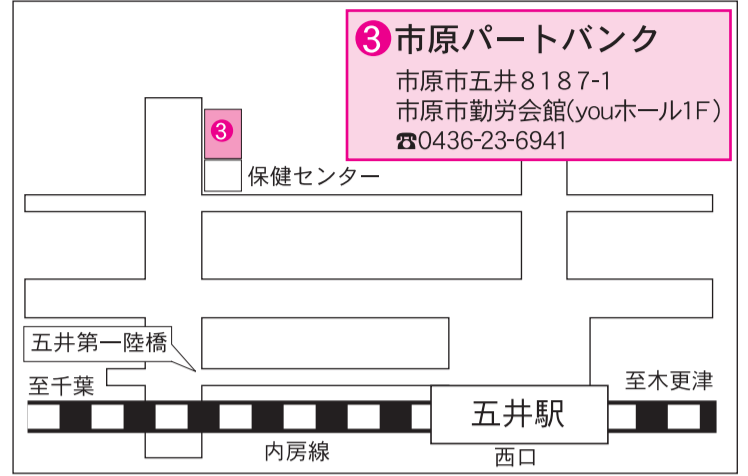 ❸市原パートバンク
市原市五井8187-1
市原市勤労会館(youホール1F)
☎0436-23-6941
❸
保健センター
五井第一陸橋
至千葉
至木更津
五井駅
内房線
西口